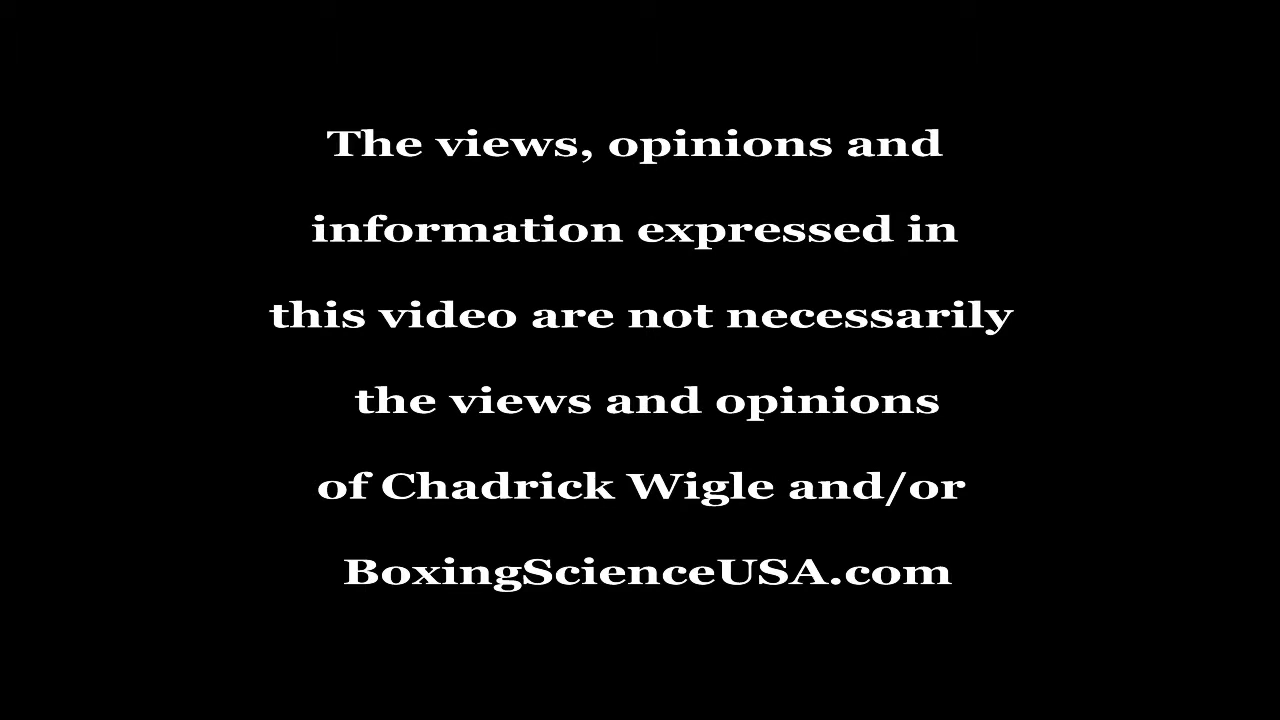 The views, opinions and
information expressed in
this video are not necessarily
the views and opinions
of Chadrick Wigle and/or
BoxingScienceUSA.com